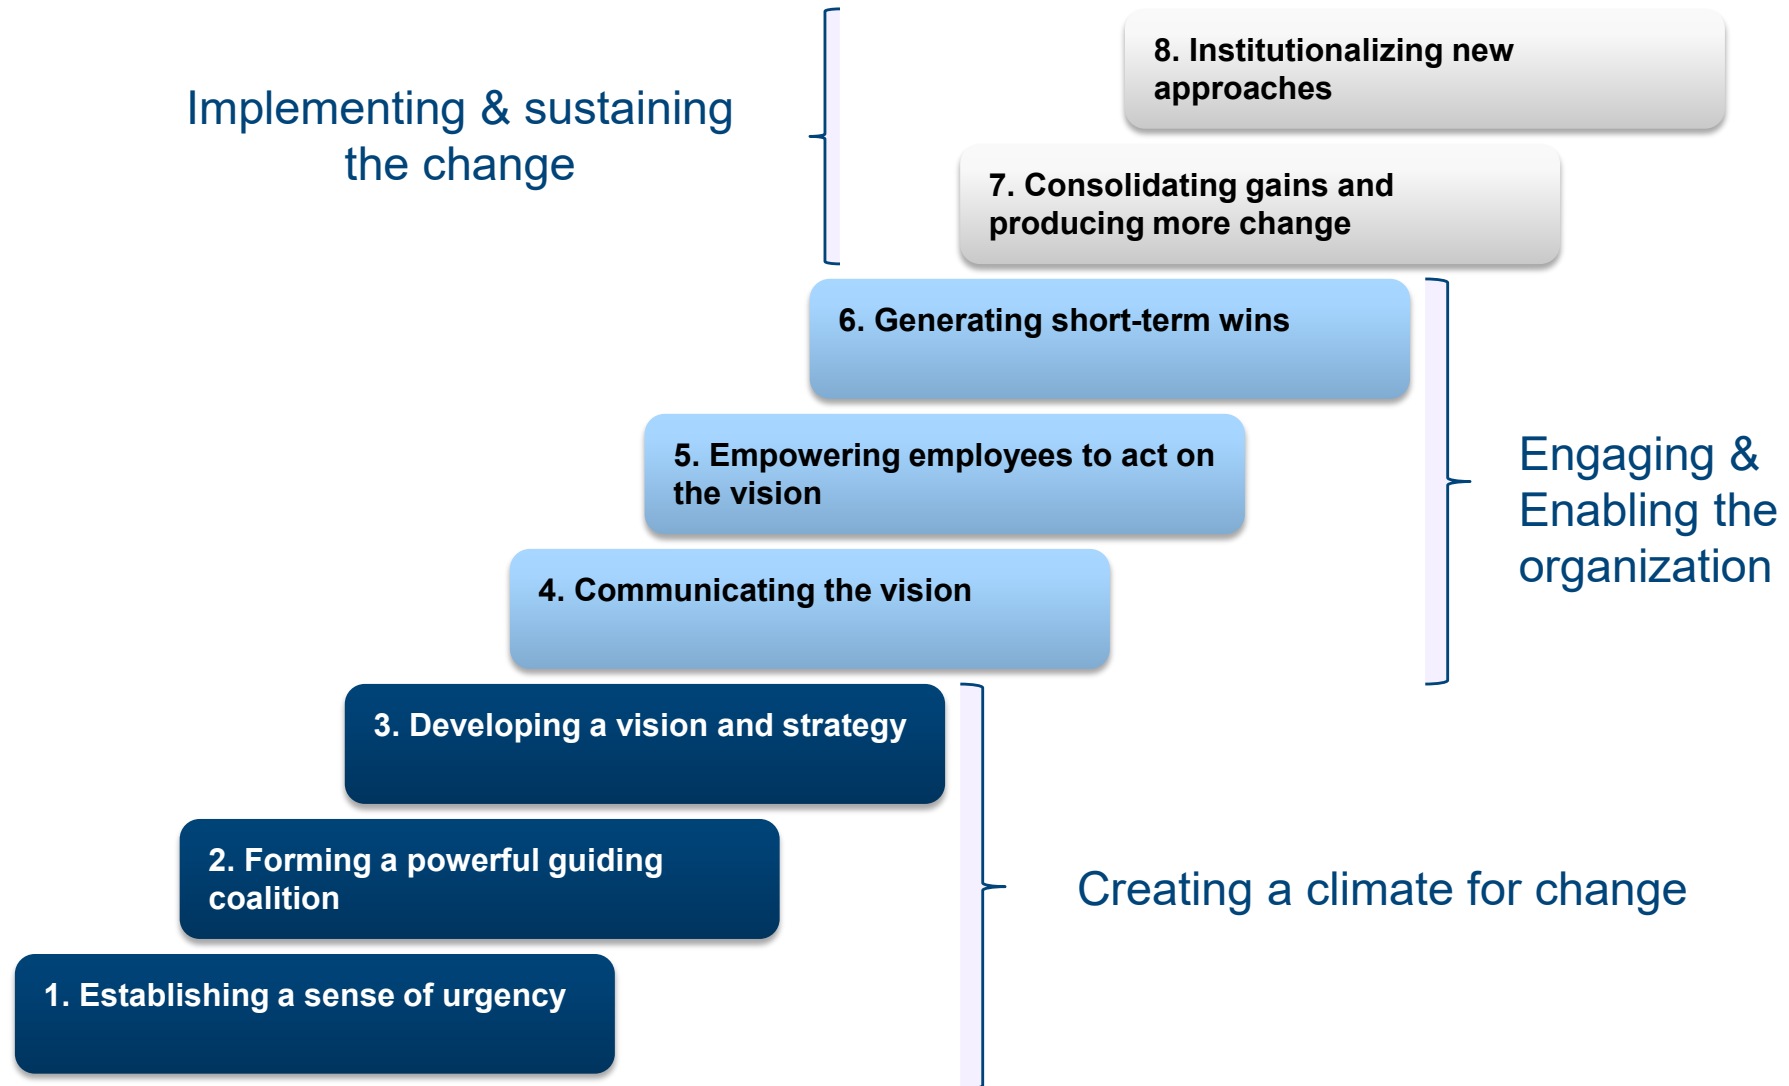 8. Institutionalizing new
approaches
Implementing & sustaining
the change
7. Consolidating gains and
producing more change
6. Generating short-term wins
5. Empowering employees to act on
the vision
Engaging &
Enabling the
organization
4. Communicating the vision
3. Developing a vision and strategy
2. Forming a powerful guiding
coalition
Creating a climate for change
1. Establishing a sense of urgency